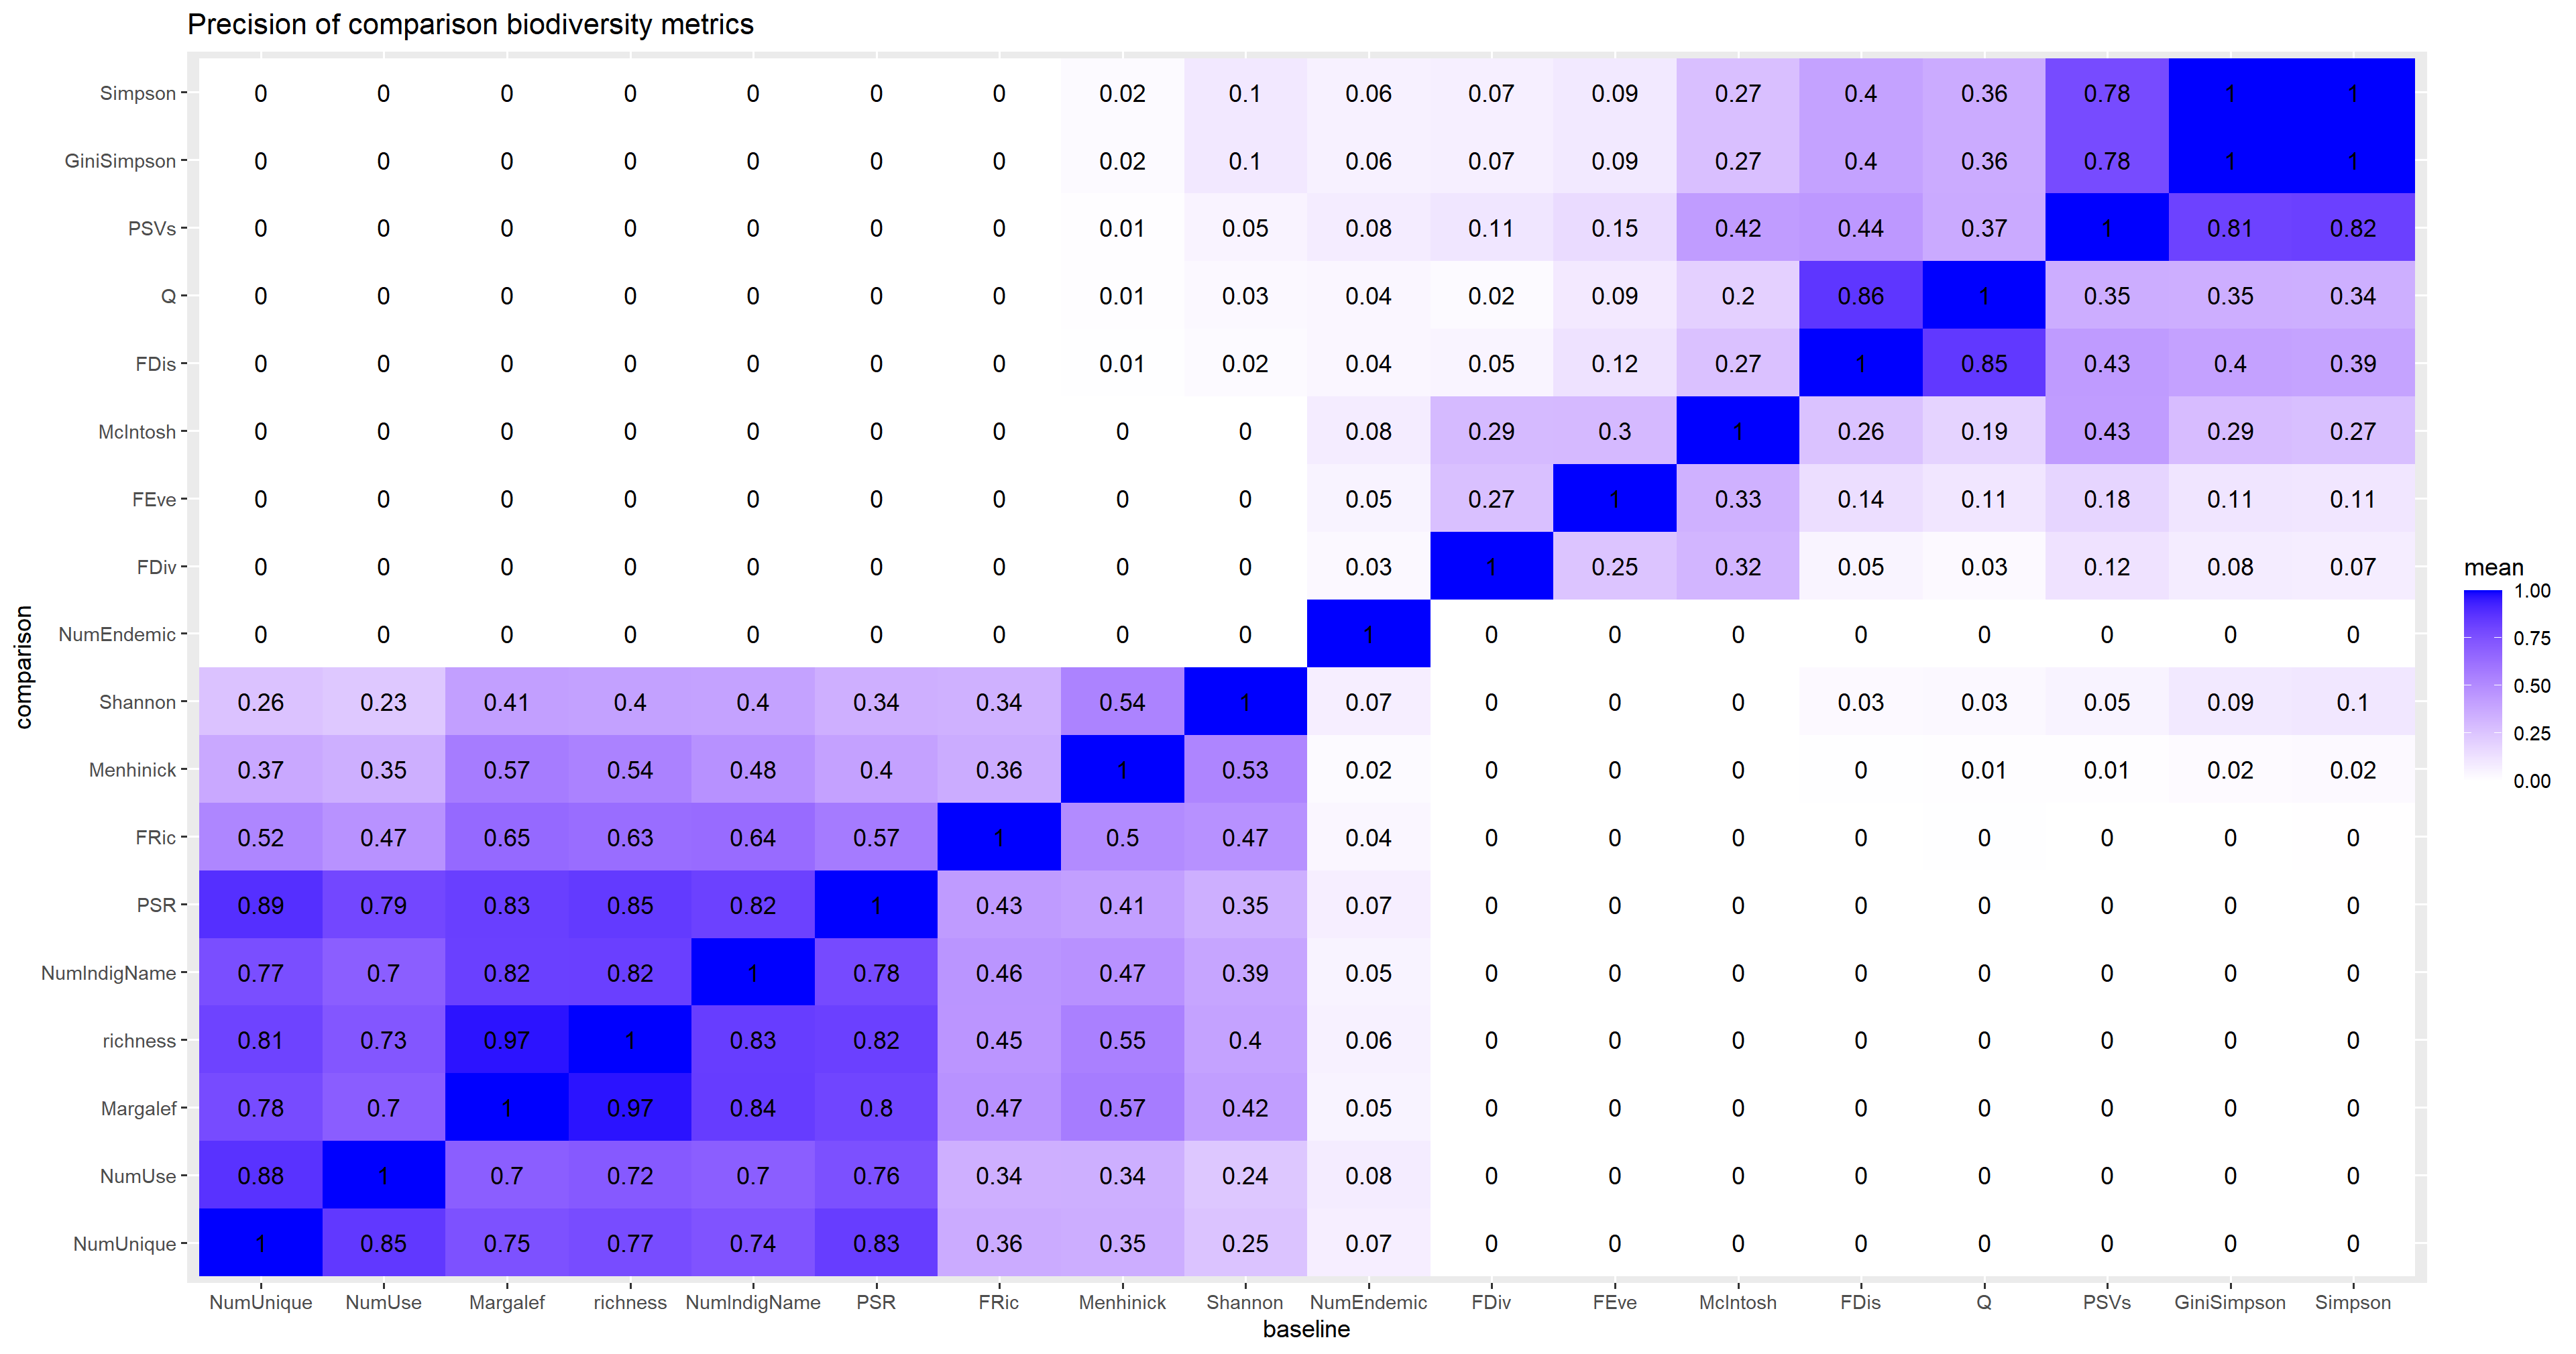 Precision of comparison biodiversity metrics
Simpson 0 0 0 0 0 0 0 0.02 0.1 0.06 0.07 0.09 0.27 0.4 0.36 0.78 1 1
GiniSimpson 0 0 0 0 0 0 0 0.02 0.1 0.06 0.07 0.09 0.27 0.4 0.36 0.78 1 1
PSVs 0 0 0 0 0 0 0 0.01 0.05 0.08 0.11 0.15 0.42 0.44 0.37 1 0.81 0.82
Q 0 0 0 0 0 0 0 0.01 0.03 0.04 0.02 0.09 0.2 0.86 1 0.35 0.35 0.34
FDis 0 0 0 0 0 0 0 0.01 0.02 0.04 0.05 0.12 0.27 1 0.85 0.43 0.4 0.39
McIntosh 0 0 0 0 0 0 0 0 0 0.08 0.29 0.3 1 0.26 0.19 0.43 0.29 0.27
FEve 0 0 0 0 0 0 0 0 0 0.05 0.27 1 0.33 0.14 0.11 0.18 0.11 0.11
FDiv 0 0 0 0 0 0 0 0 0 0.03 1 0.25 0.32 0.05 0.03 0.12 0.08 0.07
NumEndemic 0 0 0 0 0 0 0 0 0 1 0 0 0 0 0 0 0 0
Shannon 0.26 0.23 0.41 0.4 0.4 0.34 0.34 0.54 1 0.07 0 0 0 0.03 0.03 0.05 0.09 0.1
Menhinick 0.37 0.35 0.57 0.54 0.48 0.4 0.36 1 0.53 0.02 0 0 0 0 0.01 0.01 0.02 0.02
FRic 0.52 0.47 0.65 0.63 0.64 0.57 1 0.5 0.47 0.04 0 0 0 0 0 0 0 0
PSR 0.89 0.79 0.83 0.85 0.82 1 0.43 0.41 0.35 0.07 0 0 0 0 0 0 0 0
NumIndigName 0.77 0.7 0.82 0.82 1 0.78 0.46 0.47 0.39 0.05 0 0 0 0 0 0 0 0
richness 0.81 0.73 0.97 1 0.83 0.82 0.45 0.55 0.4 0.06 0 0 0 0 0 0 0 0
Margalef 0.78 0.7 1 0.97 0.84 0.8 0.47 0.57 0.42 0.05 0 0 0 0 0 0 0 0
NumUse 0.88 1 0.7 0.72 0.7 0.76 0.34 0.34 0.24 0.08 0 0 0 0 0 0 0 0
NumUnique 1 0.85 0.75 0.77 0.74 0.83 0.36 0.35 0.25 0.07 0 0 0 0 0 0 0 0
NumUnique NumUse Margalef richness NumIndigName PSR FRic Menhinick Shannon NumEndemic FDiv FEve McIntosh FDis Q PSVs GiniSimpson Simpson
baseline
comparison
mean
1.00
0.75
0.50
0.25
0.00